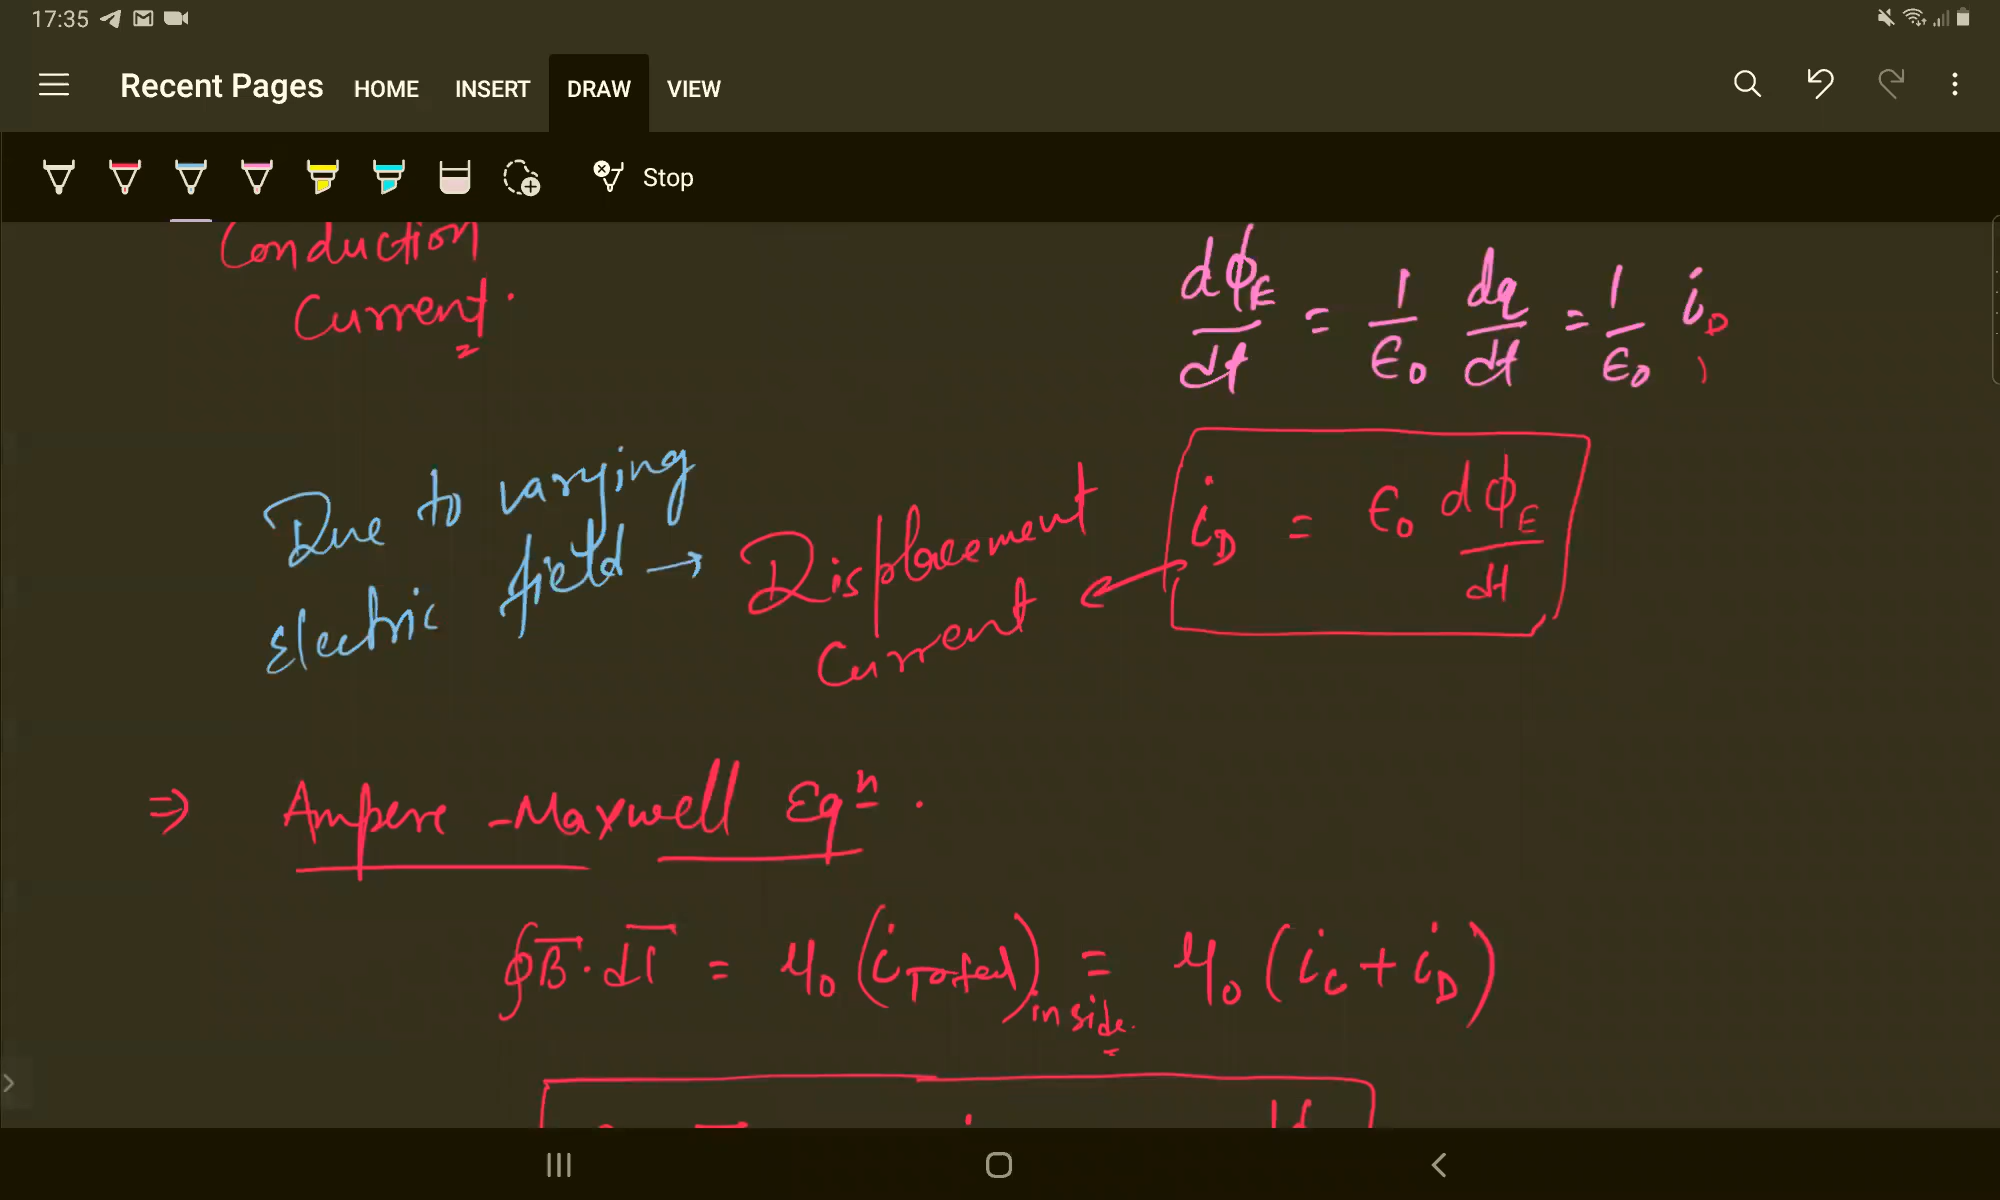 17:35
Recent Pages HOME INSERT DRAW VIEW
Stop
Conduction
Current.
dϕE/dt = 1/ε0 dq/dt = 1/ε0 iD
Due to varying
electric field → Displacement
Current
iD = ε0 dϕE/dt
⇒ Ampere - Maxwell Eqn.
∮B·dl = μ0 (iTotal)inside = μ0 (ic + iD)